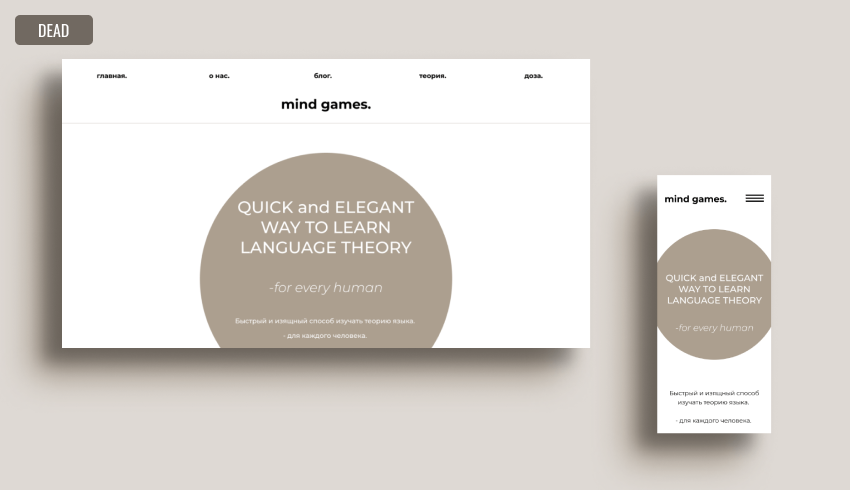 DEAD
главная. о нас. блог. теория. доза.
mind games.
QUICK and ELEGANT
WAY TO LEARN
LANGUAGE THEORY
-for every human
Быстрый и изящный способ изучать теорию языка.
- для каждого человека.
mind games.
QUICK and ELEGANT
WAY TO LEARN
LANGUAGE THEORY
-for every human
Быстрый и изящный способ
изучать теорию языка.
- для каждого человека.